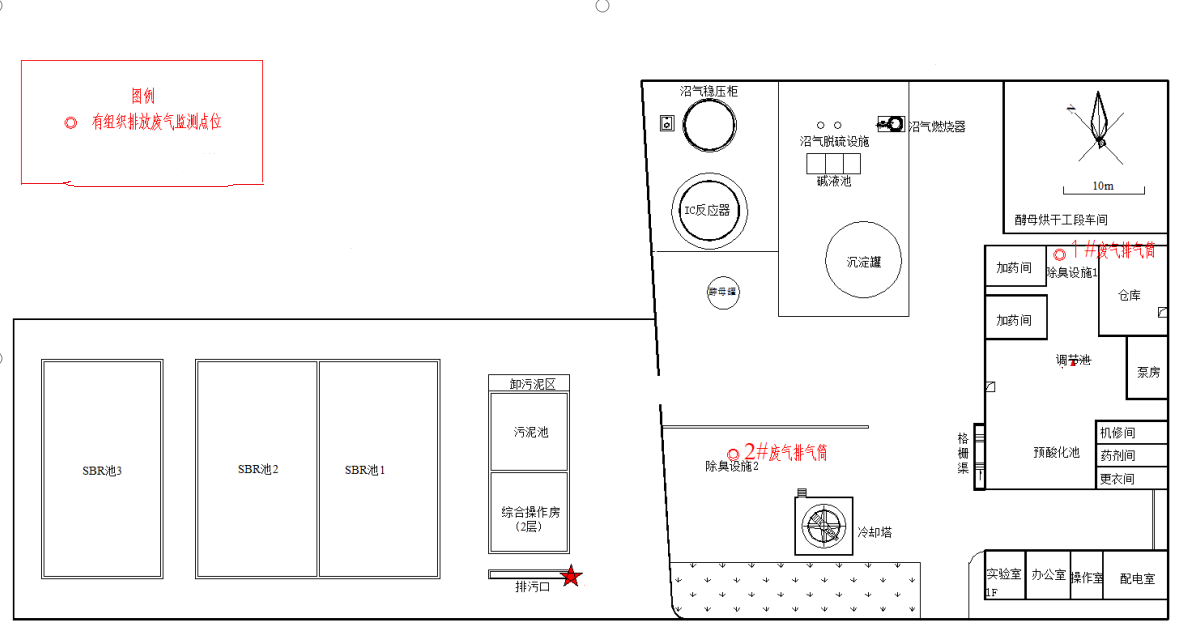 图例
有组织排放废气监测点位
沼气稳压柜
沼气脱硫设施
沼气燃烧器
碱液池
IC反应器
沉淀罐
酵母罐
10m
酵母烘干工段车间
1#废气排气筒
加药间
除臭设施1
仓库
加药间
调节池
泵房
卸污泥区
污泥池
综合操作房
(2层)
排污口
SBR池3
SBR池2
SBR池1
2#废气排气筒
除臭设施2
冷却塔
格栅渠
预酸化池
机修间
药剂间
更衣间
实验室
1F
办公室
操作室
配电室